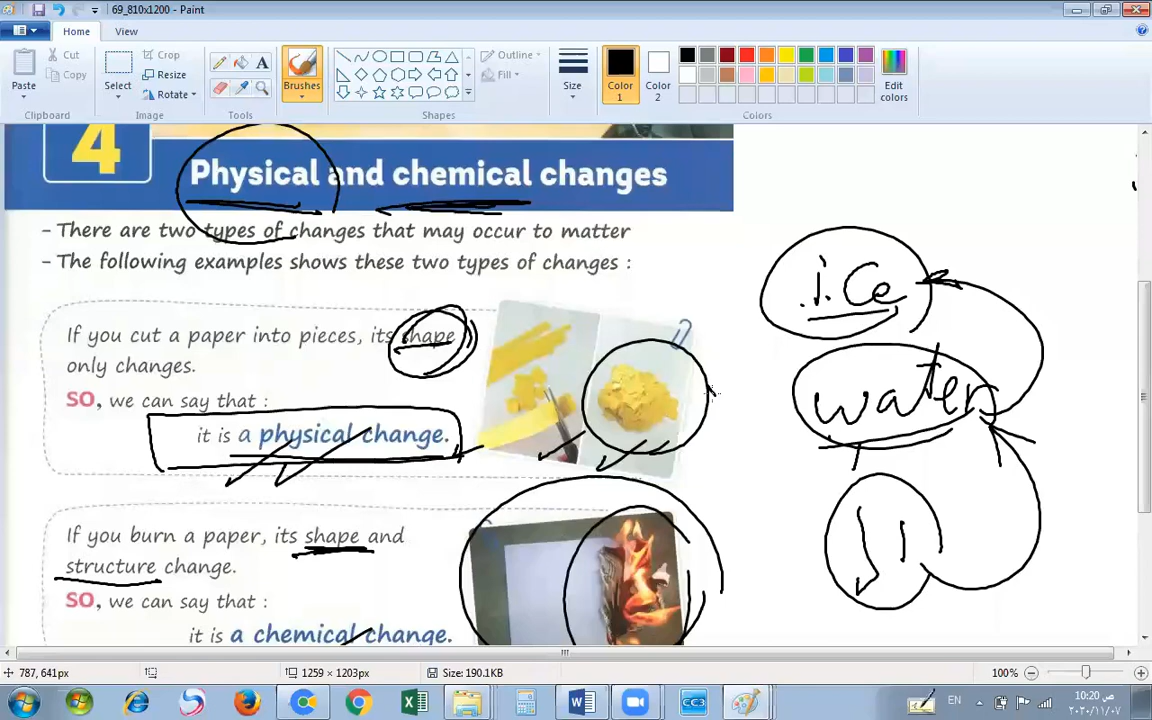 69_810x1200 - Paint
Home View
Paste
Cut
Copy
Clipboard
Select
Crop
Resize
Rotate
Image
A
Tools
Brushes
Shapes
Outline
Fill
Size
Color 1
Color 2
Edit colors
Colors
4
Physical and chemical changes
- There are two types of changes that may occur to matter
- The following examples shows these two types of changes :
If you cut a paper into pieces, its shape
only changes.
SO, we can say that :
it is a physical change.
If you burn a paper, its shape and
structure change.
SO, we can say that :
it is a chemical change.
ice
water
787, 641px
1259 × 1203px
Size: 190.1KB
100%
W
CC3
EN
10:20 ص
٢٠٢٠/١١/٠٧